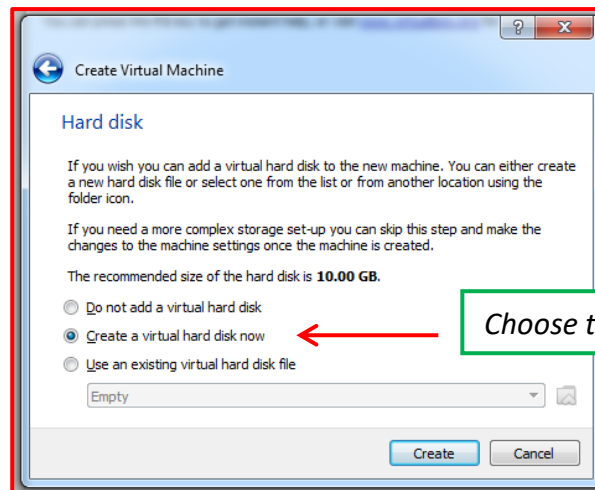 Create Virtual Machine
Hard disk
If you wish you can add a virtual hard disk to the new machine. You can either create
a new hard disk file or select one from the list or from another location using the
folder icon.
If you need a more complex storage set-up you can skip this step and make the
changes to the machine settings once the machine is created.
The recommended size of the hard disk is 10.00 GB.
Do not add a virtual hard disk
Create a virtual hard disk now
Choose t
Use an existing virtual hard disk file
Empty
Create Cancel